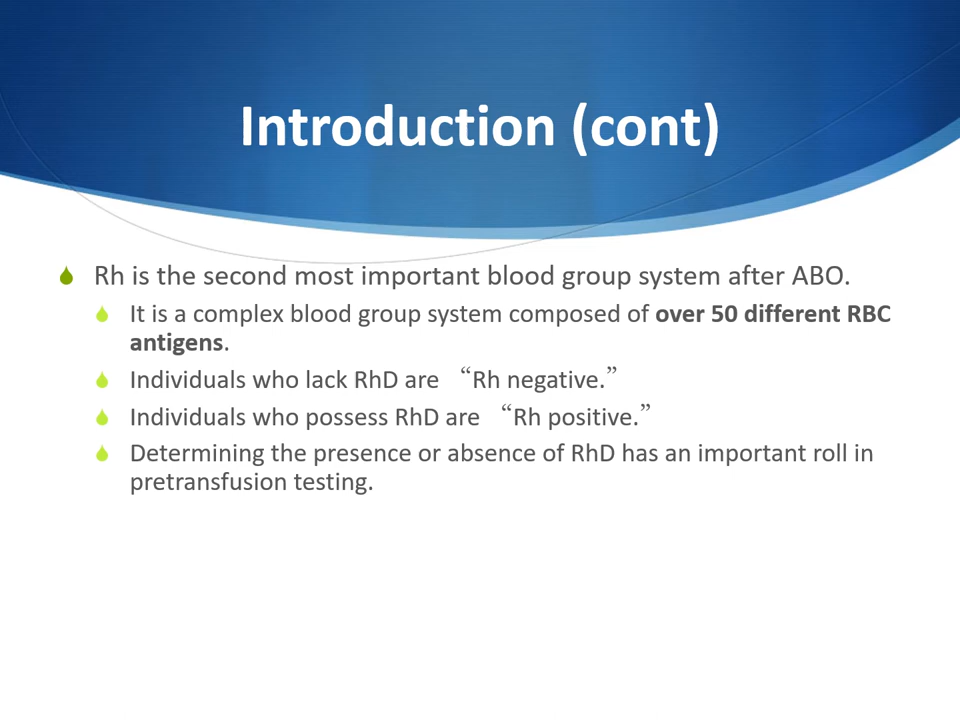 Introduction (cont)
Rh is the second most important blood group system after ABO.
It is a complex blood group system composed of over 50 different RBC
antigens.
Individuals who lack RhD are “Rh negative.”
Individuals who possess RhD are “Rh positive.”
Determining the presence or absence of RhD has an important roll in
pretransfusion testing.